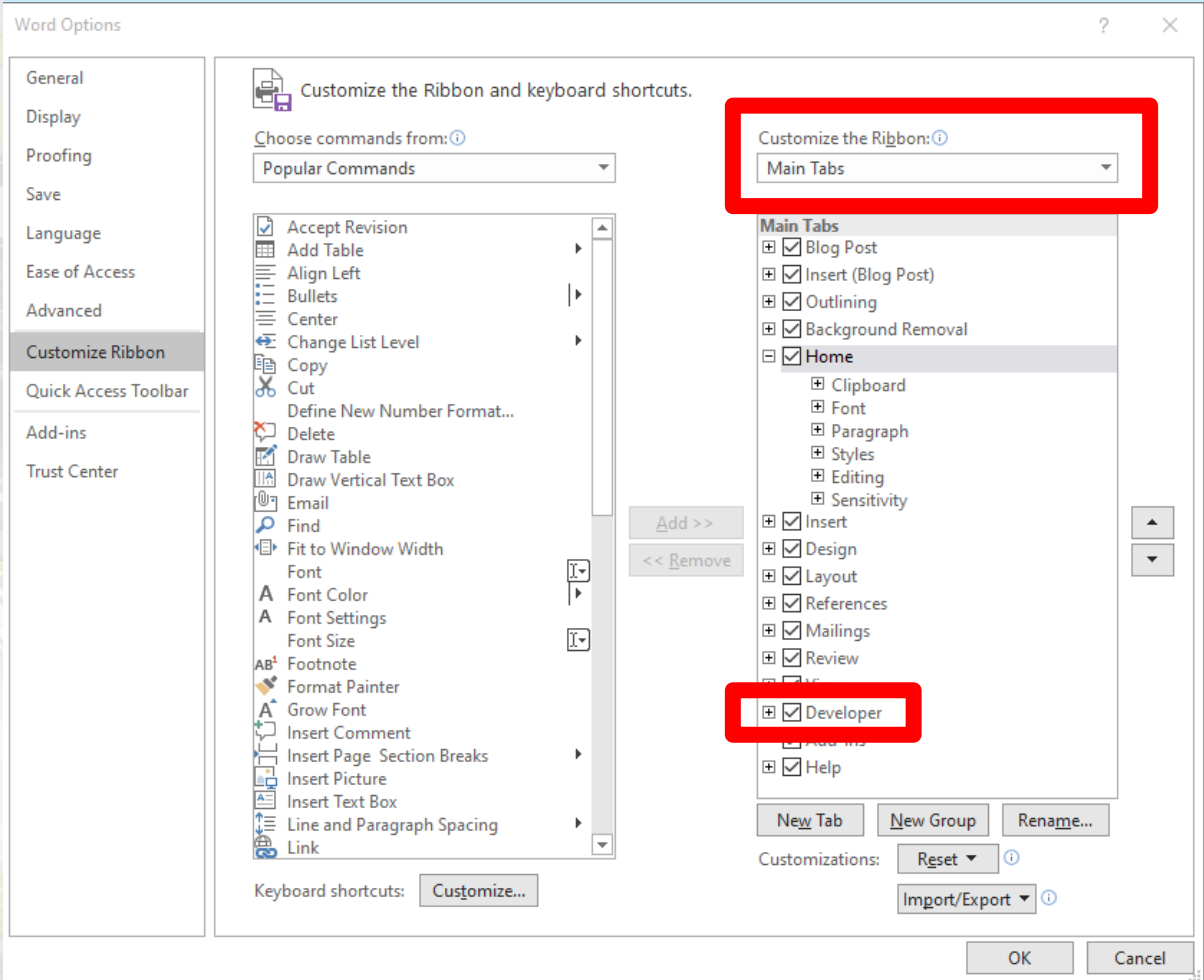 Word Options
General
Display
Proofing
Save
Language
Ease of Access
Advanced
Customize Ribbon
Quick Access Toolbar
Add-ins
Trust Center
Customize the Ribbon and keyboard shortcuts.
Choose commands from:
Popular Commands
Accept Revision
Add Table
Align Left
Bullets
Center
Change List Level
Copy
Cut
Define New Number Format...
Delete
Draw Table
Draw Vertical Text Box
Email
Find
Fit to Window Width
Font
Font Color
Font Settings
Font Size
Footnote
Format Painter
Grow Font
Insert Comment
Insert Page Section Breaks
Insert Picture
Insert Text Box
Line and Paragraph Spacing
Link
Keyboard shortcuts: Customize...
Add >>
<< Remove
Customize the Ribbon:
Main Tabs
Main Tabs
Blog Post
Insert (Blog Post)
Outlining
Background Removal
Home
Clipboard
Font
Paragraph
Styles
Editing
Sensitivity
Insert
Design
Layout
References
Mailings
Review
Developer
Add-ins
Help
New Tab New Group Rename...
Customizations: Reset
Import/Export
OK Cancel